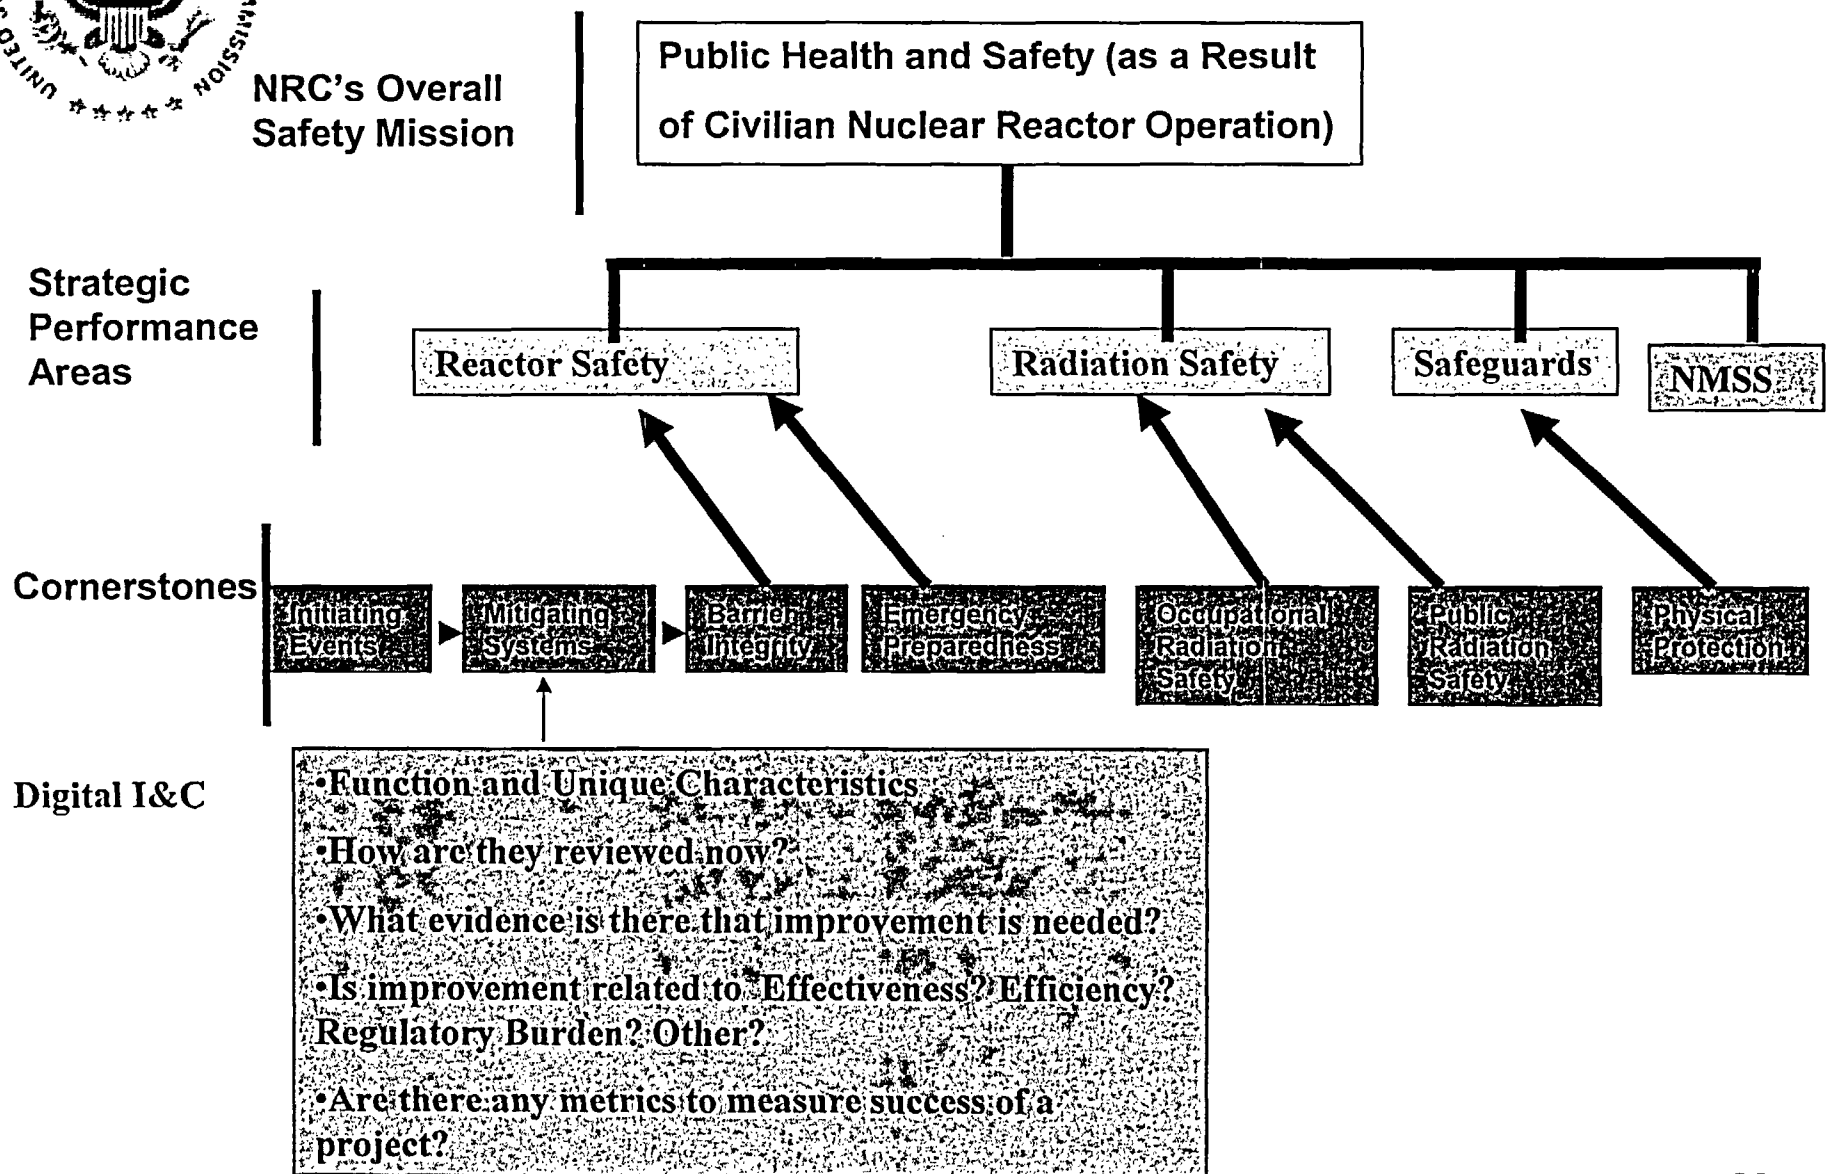 UNITED
MISSION
NRC's Overall
Safety Mission
Public Health and Safety (as a Result
of Civilian Nuclear Reactor Operation)
Strategic
Performance
Areas
Reactor Safety
Radiation Safety
Safeguards
NMSS
Cornerstones
Initiating
Events
Mitigating
Systems
Barrier
Integrity
Emergency
Preparedness
Occupational
Radiation
Safety
Public
Radiation
Safety
Physical
Protection
Digital I&C
•Function and Unique Characteristics
•How are they reviewed now?
•What evidence is there that improvement is needed?
•Is improvement related to Effectiveness? Efficiency?
Regulatory Burden? Other?
•Are there any metrics to measure success of a
project?